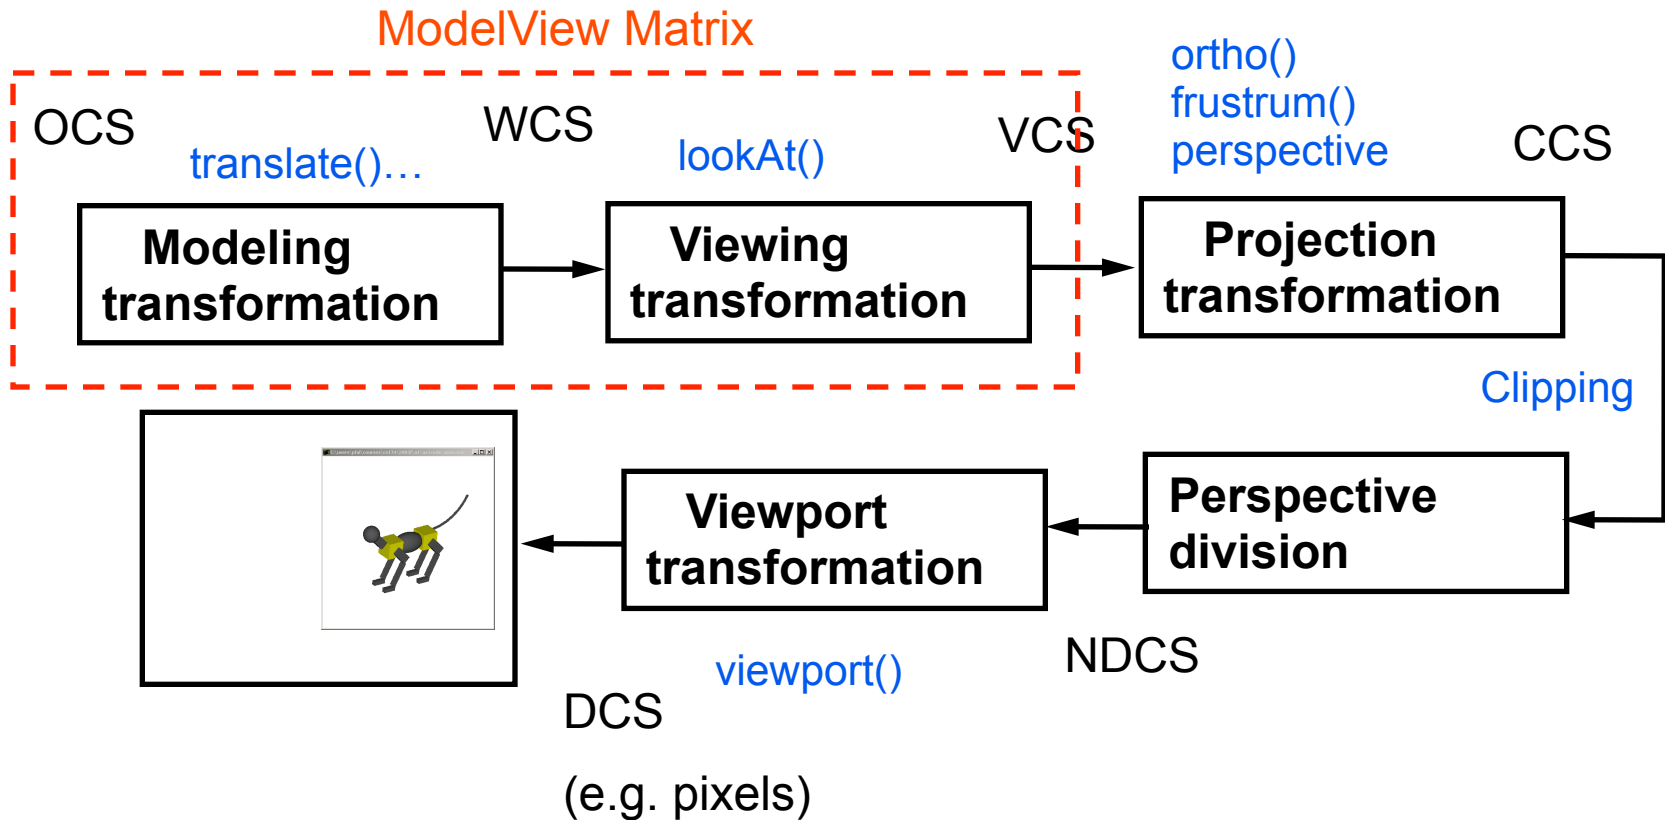 ModelView Matrix
OCS
WCS
VCS
translate()…
lookAt()
ortho()
frustrum()
perspective
CCS
Modeling
transformation
Viewing
transformation
Projection
transformation
Clipping
Perspective
division
Viewport
transformation
viewport()
NDCS
DCS
(e.g. pixels)